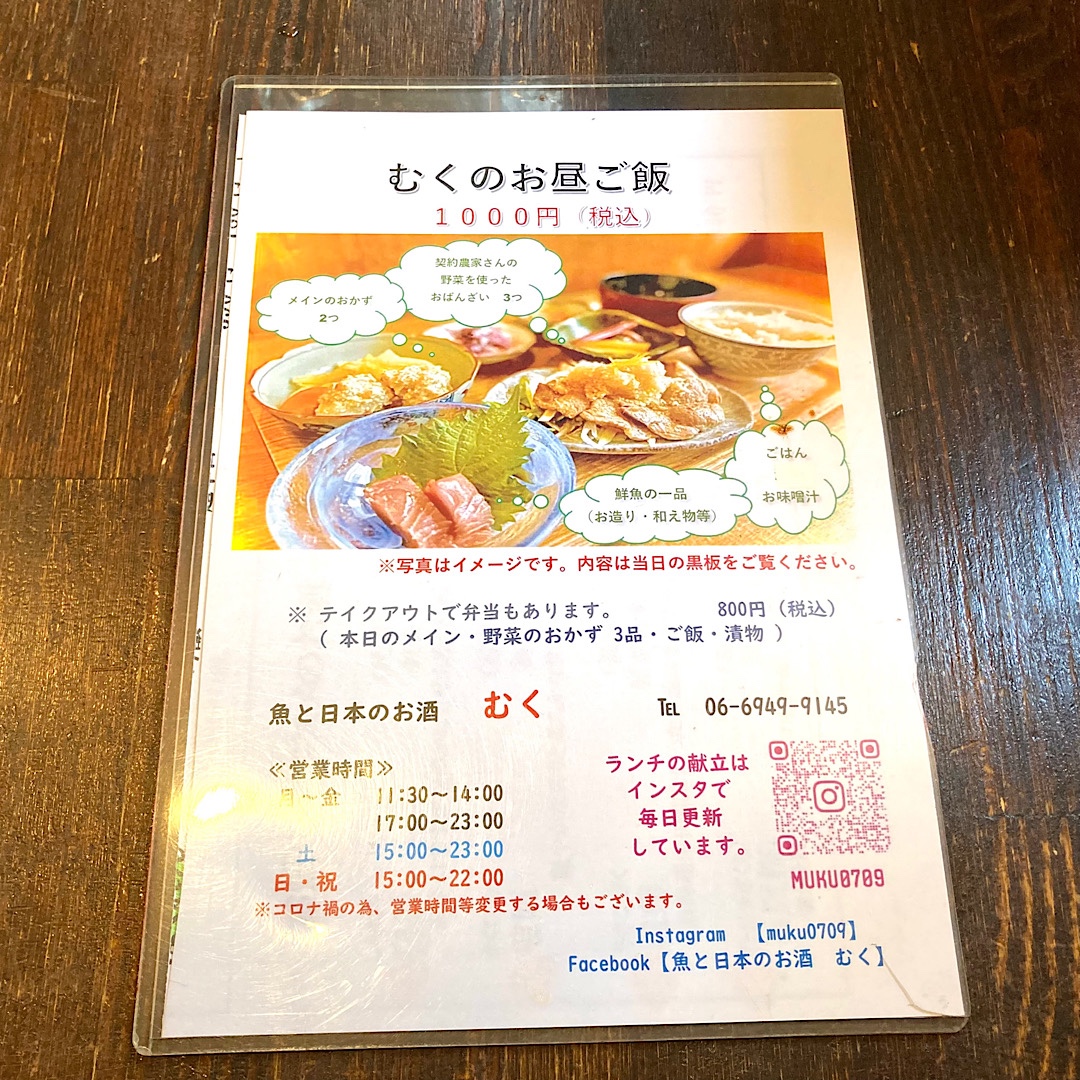 むくのお昼ご飯
1000円（税込）
契約農家さんの
野菜を使った
おばんざい 3つ
メインのおかず
2つ
ごはん
お味噌汁
鮮魚の一品
（お造り・和え物等）
※写真はイメージです。内容は当日の黒板をご覧ください。
※ テイクアウトで弁当もあります。 800円（税込）
（ 本日のメイン・野菜のおかず 3品・ご飯・漬物 ）
魚と日本のお酒 むく TEL 06-6949-9145
≪営業時間≫
月～金 11:30～14:00
17:00～23:00
土 15:00～23:00
日・祝 15:00～22:00
※コロナ禍の為、営業時間等変更する場合もございます。
ランチの献立は
インスタで
毎日更新
しています。
MUKU0709
Instagram 【muku0709】
Facebook【魚と日本のお酒 むく】